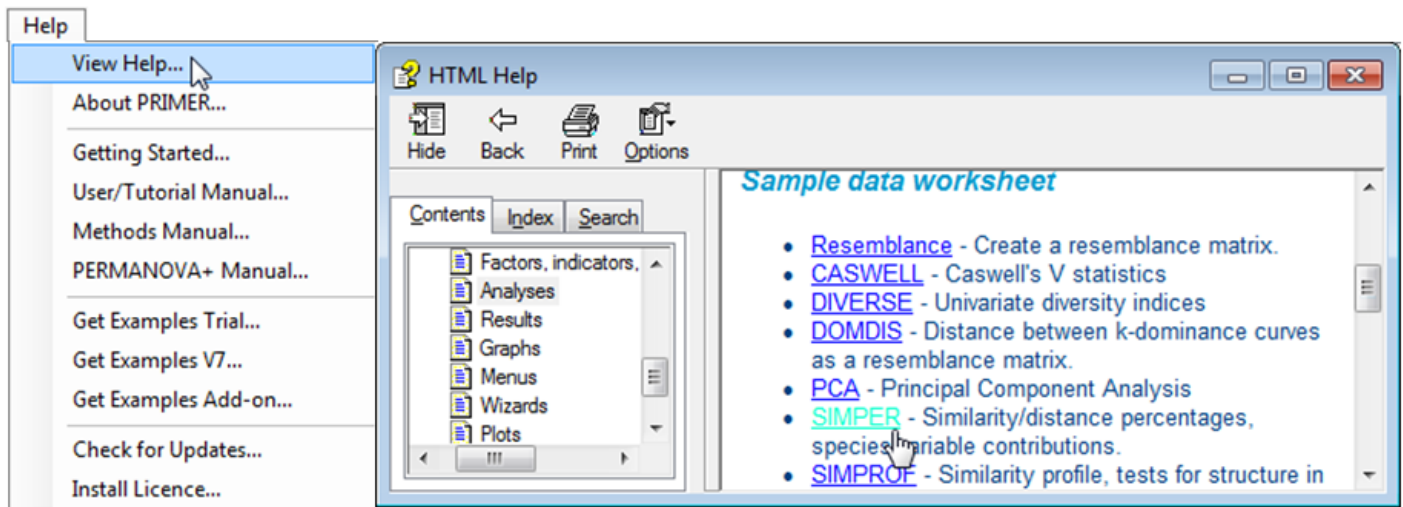 Help
View Help...
About PRIMER...
Getting Started...
User/Tutorial Manual...
Methods Manual...
PERMANOVA+ Manual...
Get Examples Trial...
Get Examples V7...
Get Examples Add-on...
Check for Updates...
Install Licence...
HTML Help
Hide Back Print Options
Contents Index Search
Factors, indicators,
Analyses
Results
Graphs
Menus
Wizards
Plots
Sample data worksheet
• Resemblance - Create a resemblance matrix.
• CASWELL - Caswell's V statistics
• DIVERSE - Univariate diversity indices
• DOMDIS - Distance between k-dominance curves
as a resemblance matrix.
• PCA - Principal Component Analysis
• SIMPER - Similarity/distance percentages,
species/variable contributions.
• SIMPROF - Similarity profile, tests for structure in